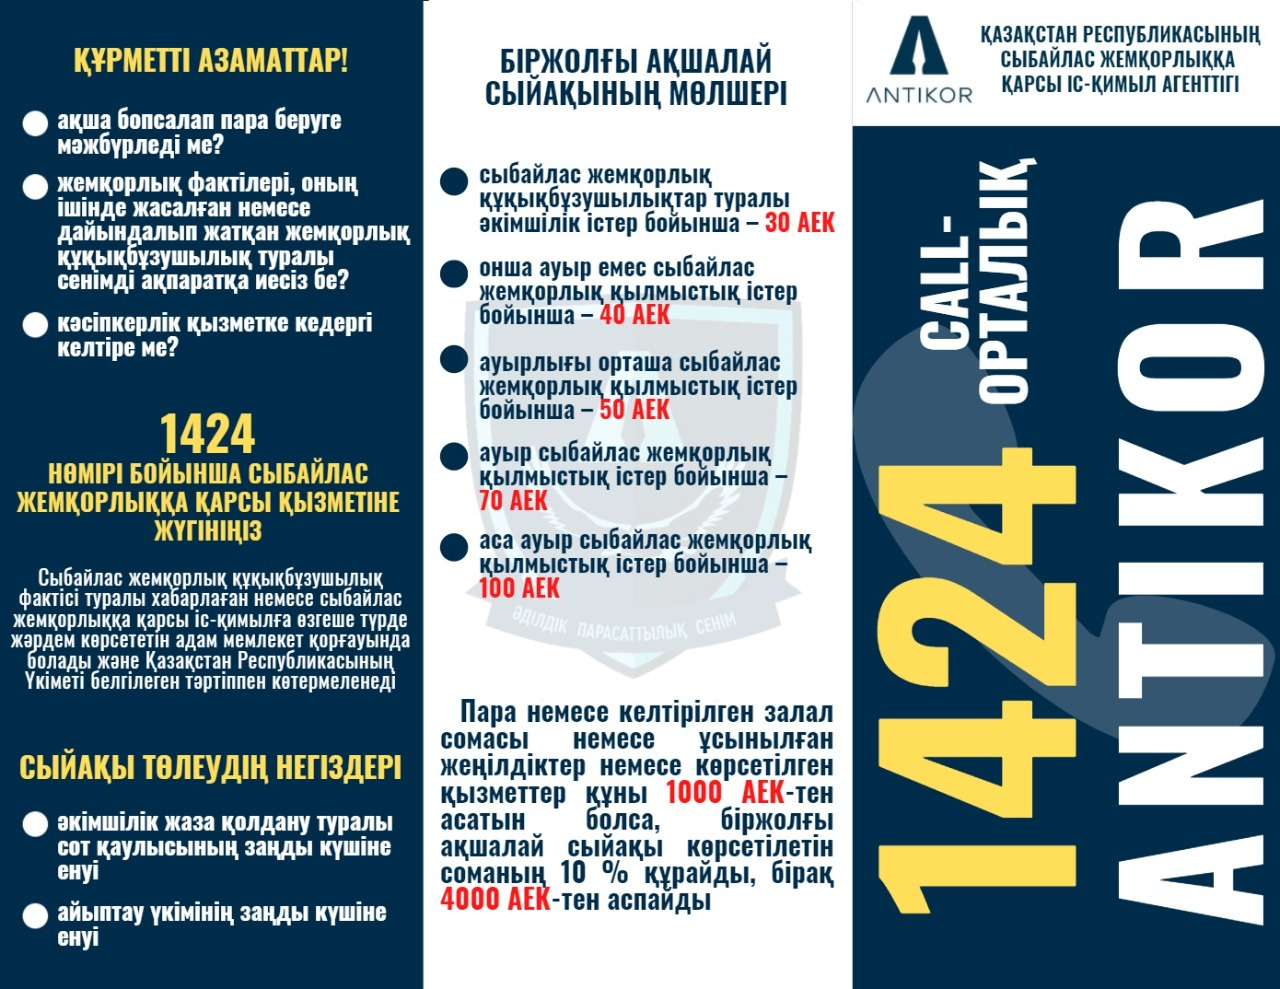 ҚҰРМЕТТІ АЗАМАТТАР!
ақша бопсалап пара беруге
мәжбүрледі ме?
жемқорлық фактілері, оның
ішінде жасалған немесе
дайындалып жатқан жемқорлық
құқықбұзушылық туралы
сенімді ақпаратқа иесіз бе?
кәсіпкерлік қызметке кедергі
келтіре ме?
1424
НӨМІРІ БОЙЫНША СЫБАЙЛАС
ЖЕМҚОРЛЫҚҚА ҚАРСЫ ҚЫЗМЕТІНЕ
ЖҮГІНІҢІЗ
Сыбайлас жемқорлық құқықбұзушылық
фактісі туралы хабарлаған немесе сыбайлас
жемқорлыққа қарсы іс-қимылға өзгеше түрде
жәрдем көрсететін адам мемлекет қорғауында
болады және Қазақстан Республикасының
Үкіметі белгілеген тәртіппен көтермеленеді
СЫЙАҚЫ ТӨЛЕУДІҢ НЕГІЗДЕРІ
әкімшілік жаза қолдану туралы
сот қаулысының заңды күшіне
енуі
айыптау үкімінің заңды күшіне
енуі
БІРЖОЛҒЫ АҚШАЛАЙ
СЫЙАҚЫНЫҢ МӨЛШЕРІ
сыбайлас жемқорлық
құқықбұзушылықтар туралы
әкімшілік істер бойынша – 30 АЕК
онша ауыр емес сыбайлас
жемқорлық қылмыстық істер
бойынша – 40 АЕК
ауырлығы орташа сыбайлас
жемқорлық қылмыстық істер
бойынша – 50 АЕК
ауыр сыбайлас жемқорлық
қылмыстық істер бойынша –
70 АЕК
аса ауыр сыбайлас жемқорлық
қылмыстық істер бойынша –
100 АЕК
ӘДІЛДІК ПАРАСАТТЫЛЫҚ СЕНІМ
Пара немесе келтірілген залал
сомасы немесе ұсынылған
жеңілдіктер немесе көрсетілген
қызметтер құны 1000 АЕК-тен
асатын болса, біржолғы
ақшалай сыйақы көрсетілетін
соманың 10 % құрайды, бірақ
4000 АЕК-тен аспайды
ANTIKOR
ҚАЗАҚСТАН РЕСПУБЛИКАСЫНЫҢ
СЫБАЙЛАС ЖЕМҚОРЛЫҚҚА
ҚАРСЫ ІС-ҚИМЫЛ АГЕНТТІГІ
1424
CALL-
ОРТАЛЫҚ
ANTIKOR